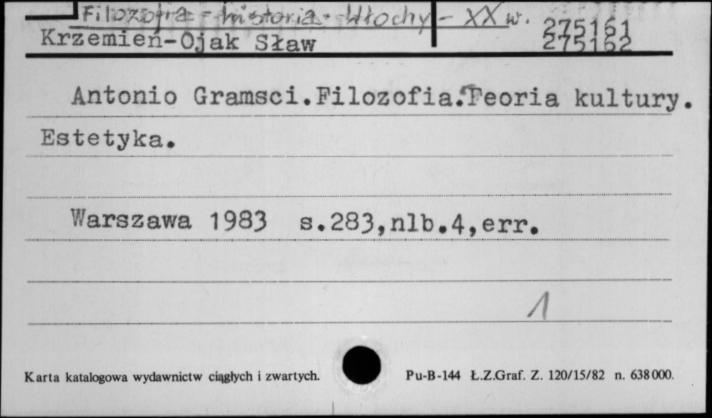 Filozofia - historia - Włochy - XX w.
275161
Krzemień-Ojak Sław
275162
Antonio Gramsci.Filozofia.Teoria kultury.
Estetyka.
Warszawa 1983 s.283,nlb.4,err.
1
Karta katalogowa wydawnictw ciągłych i zwartych.
Pu-B-144 Ł.Z.Graf. Z. 120/15/82 n. 638000.